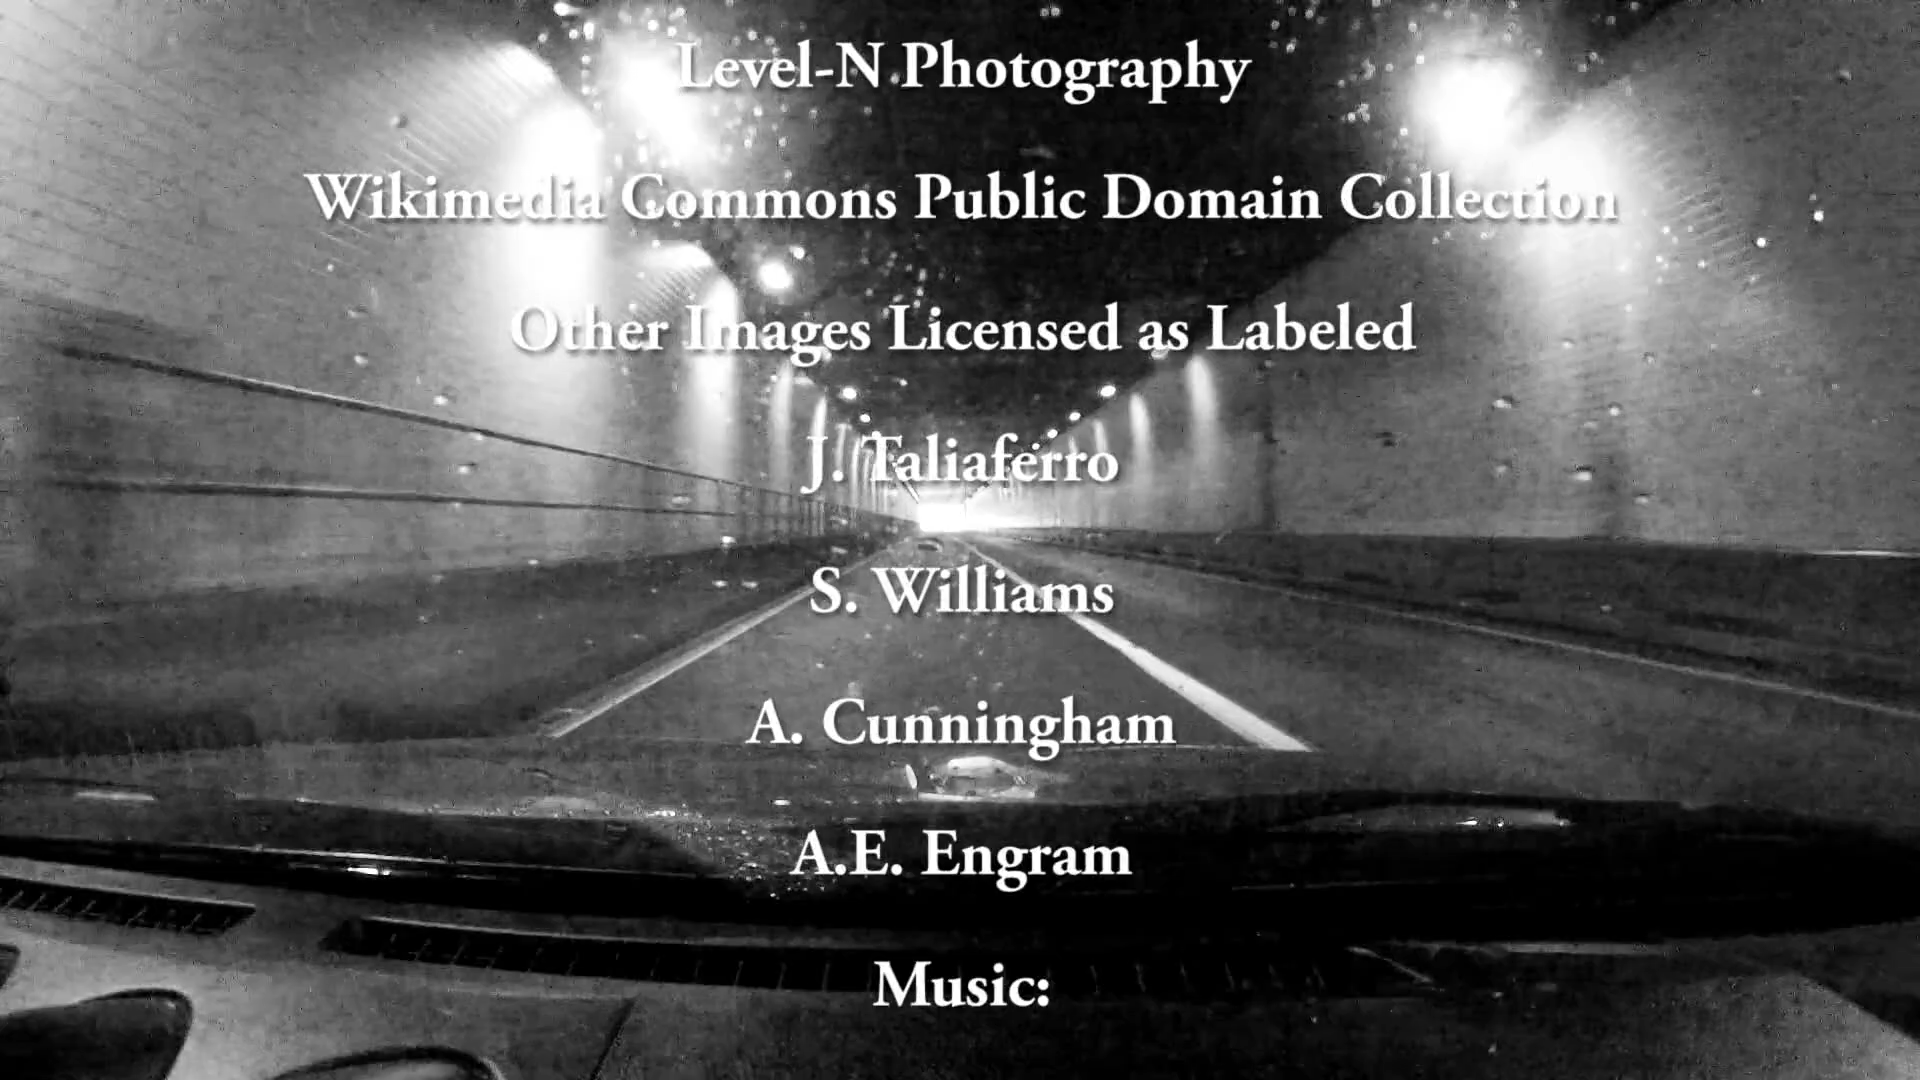 Level-N Photography
Wikimedia Commons Public Domain Collection
Other Images Licensed as Labeled
J. Taliaferro
S. Williams
A. Cunningham
A.E. Engram
Music: